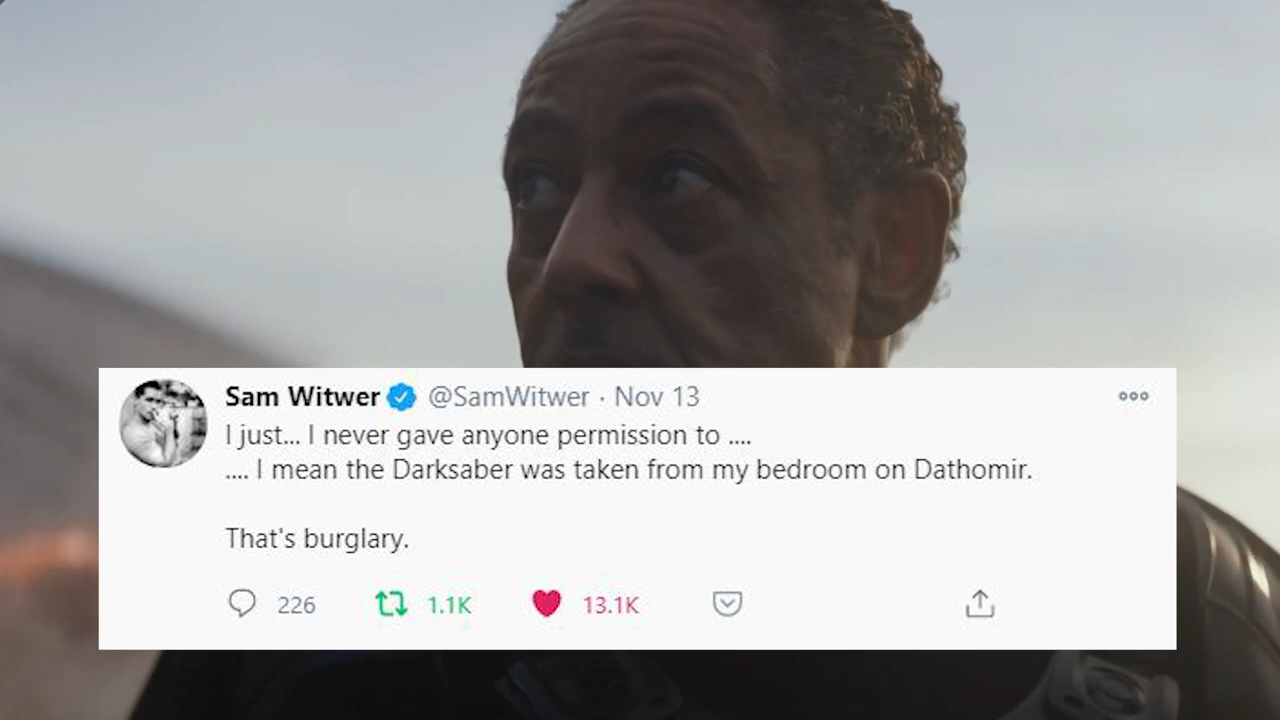 Sam Witwer @SamWitwer · Nov 13
I just... I never gave anyone permission to ....
.... I mean the Darksaber was taken from my bedroom on Dathomir.
That's burglary.
226 1.1K 13.1K